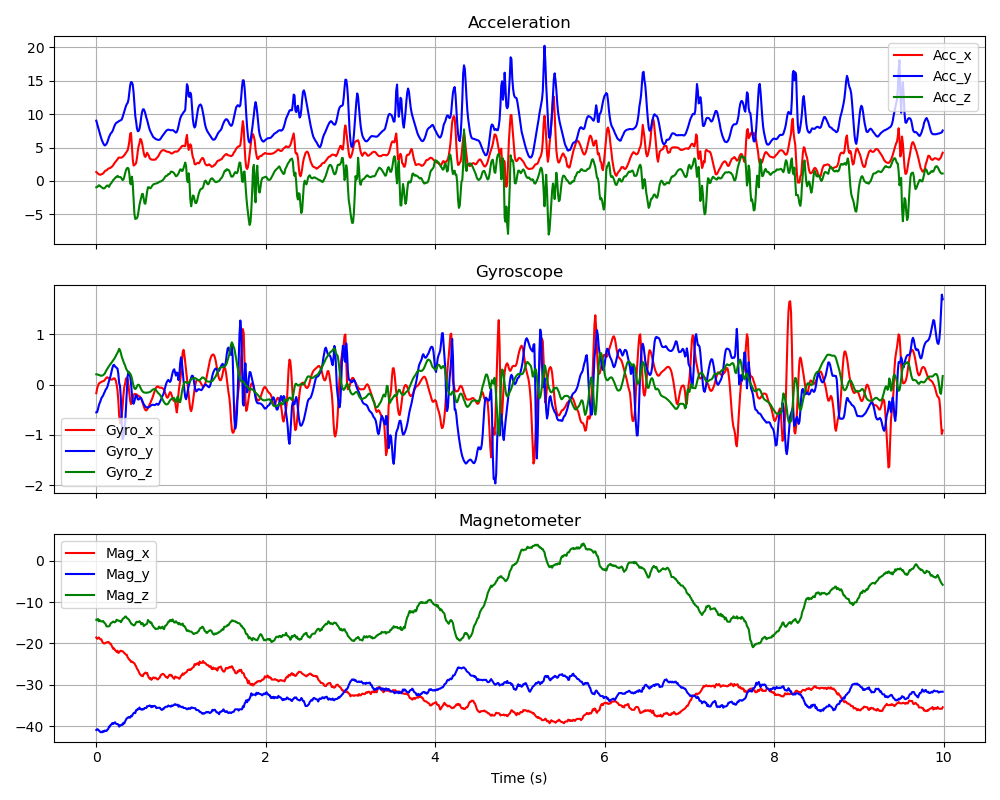 Acceleration
20
15
10
5
0
−5
Acc_x
Acc_y
Acc_z
Gyroscope
1
0
−1
−2
Gyro_x
Gyro_y
Gyro_z
Magnetometer
0
−10
−20
−30
−40
Mag_x
Mag_y
Mag_z
0 2 4 6 8 10
Time (s)